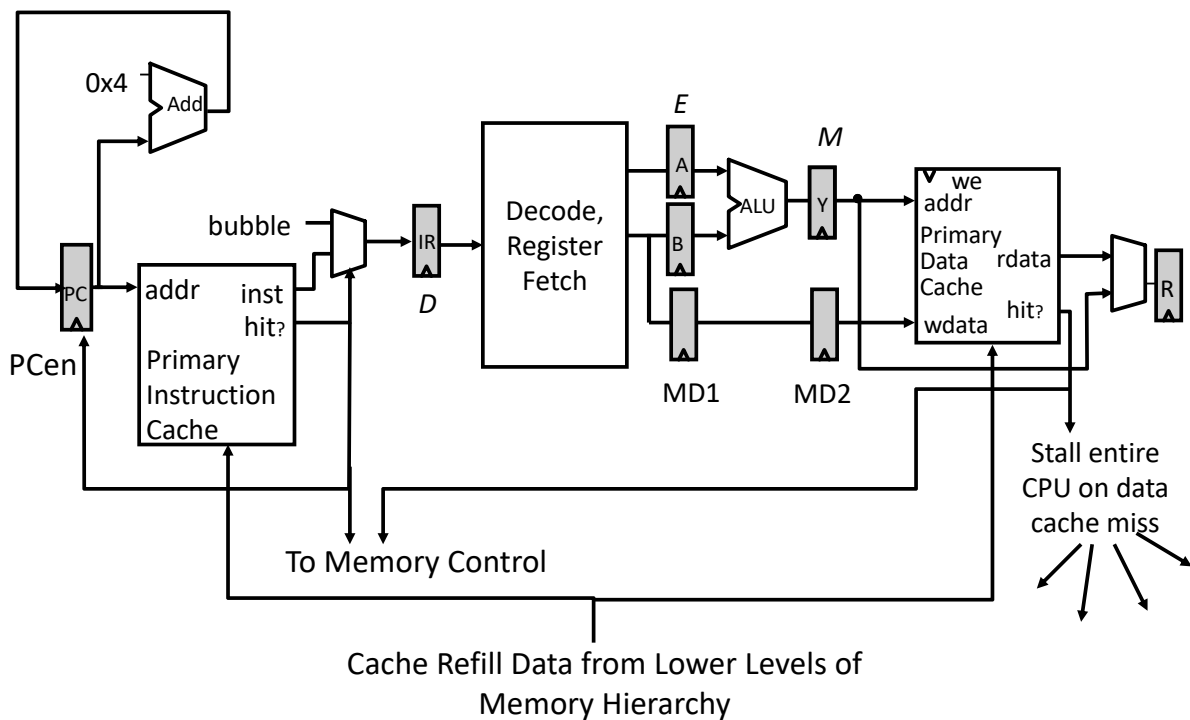 0x4
Add
E
M
A
we
addr
bubble
Decode,
Register
Fetch
ALU
Y
Primary
Data
Cache
rdata
IR
B
PC
addr
inst
hit?
D
R
wdata
hit?
PCen
Primary
Instruction
Cache
MD1
MD2
Stall entire
CPU on data
cache miss
To Memory Control
Cache Refill Data from Lower Levels of
Memory Hierarchy